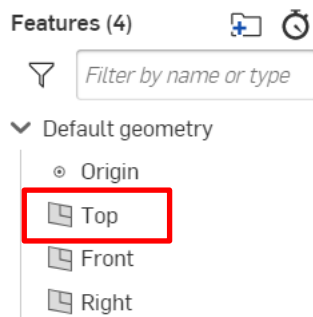 Features (4)
Filter by name or type
Default geometry
Origin
Top
Front
Right